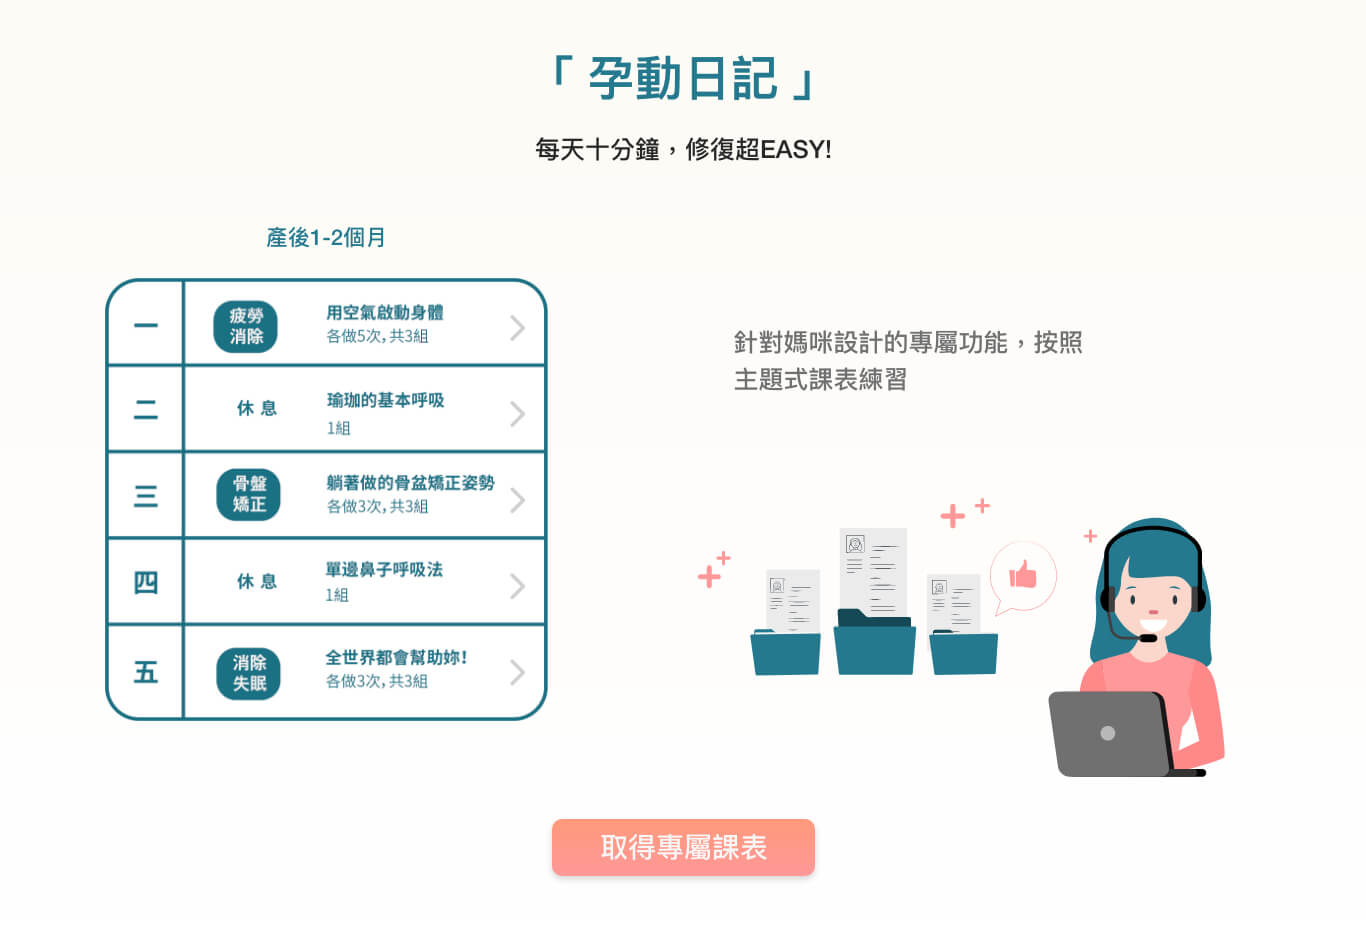 「 孕動日記 」
每天十分鐘，修復超EASY!
產後1-2個月
一
疲勞
消除
用空氣啟動身體
各做5次, 共3組
二
休 息
瑜珈的基本呼吸
1組
三
骨盤
矯正
躺著做的骨盆矯正姿勢
各做3次, 共3組
四
休 息
單邊鼻子呼吸法
1組
五
消除
失眠
全世界都會幫助妳!
各做3次, 共3組
針對媽咪設計的專屬功能，按照
主題式課表練習
取得專屬課表